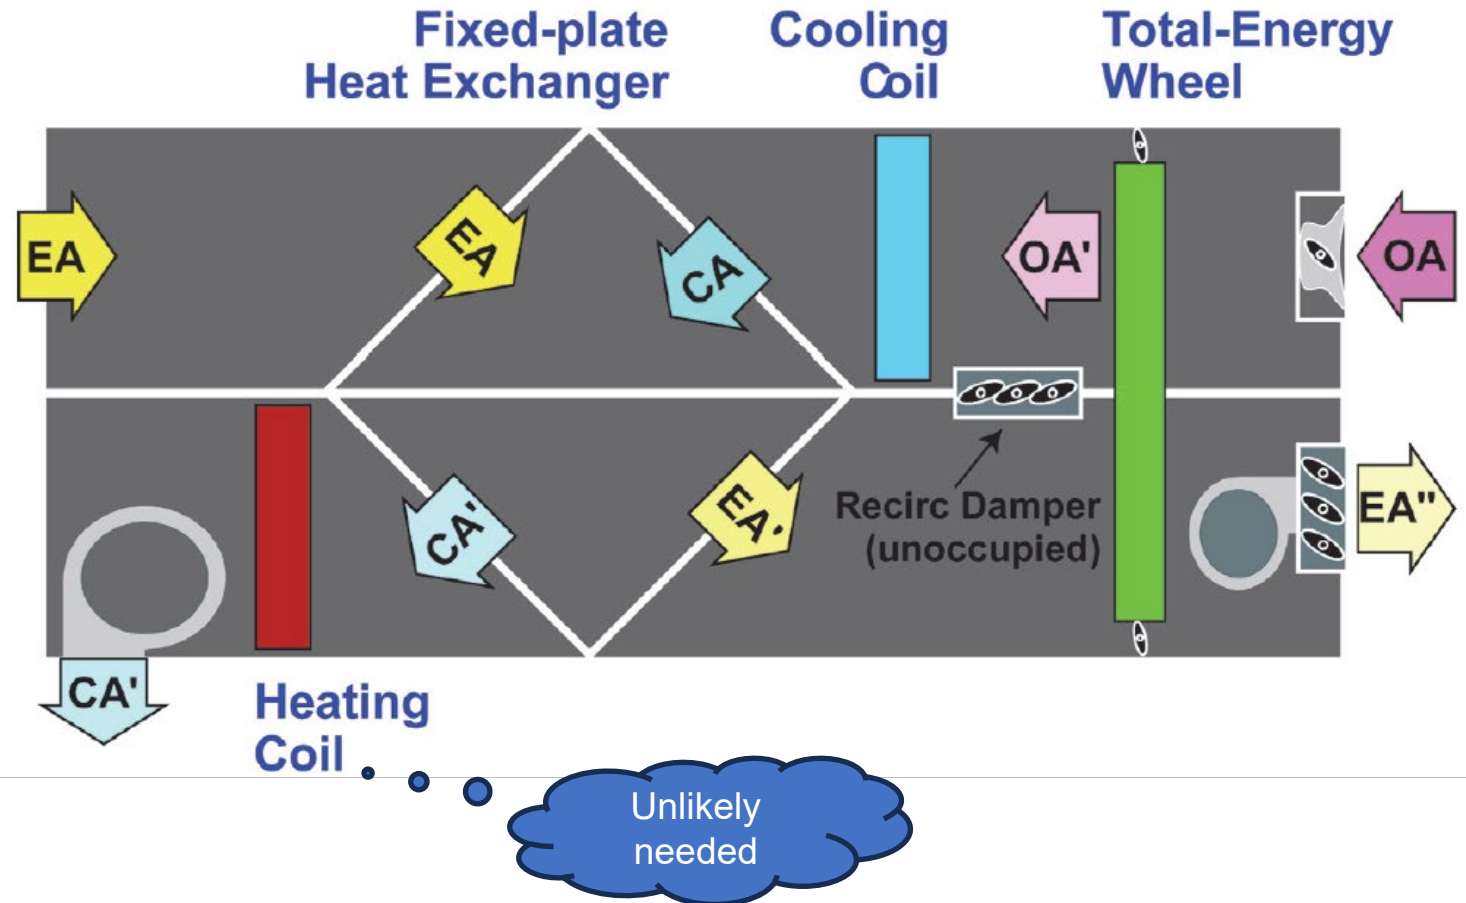 Fixed-plate
Heat Exchanger
Cooling
Coil
Total-Energy
Wheel
EA
EA
CA
OA'
OA
CA'
EA'
Recirc Damper
(unoccupied)
EA"
CA'
Heating
Coil
Unlikely
needed